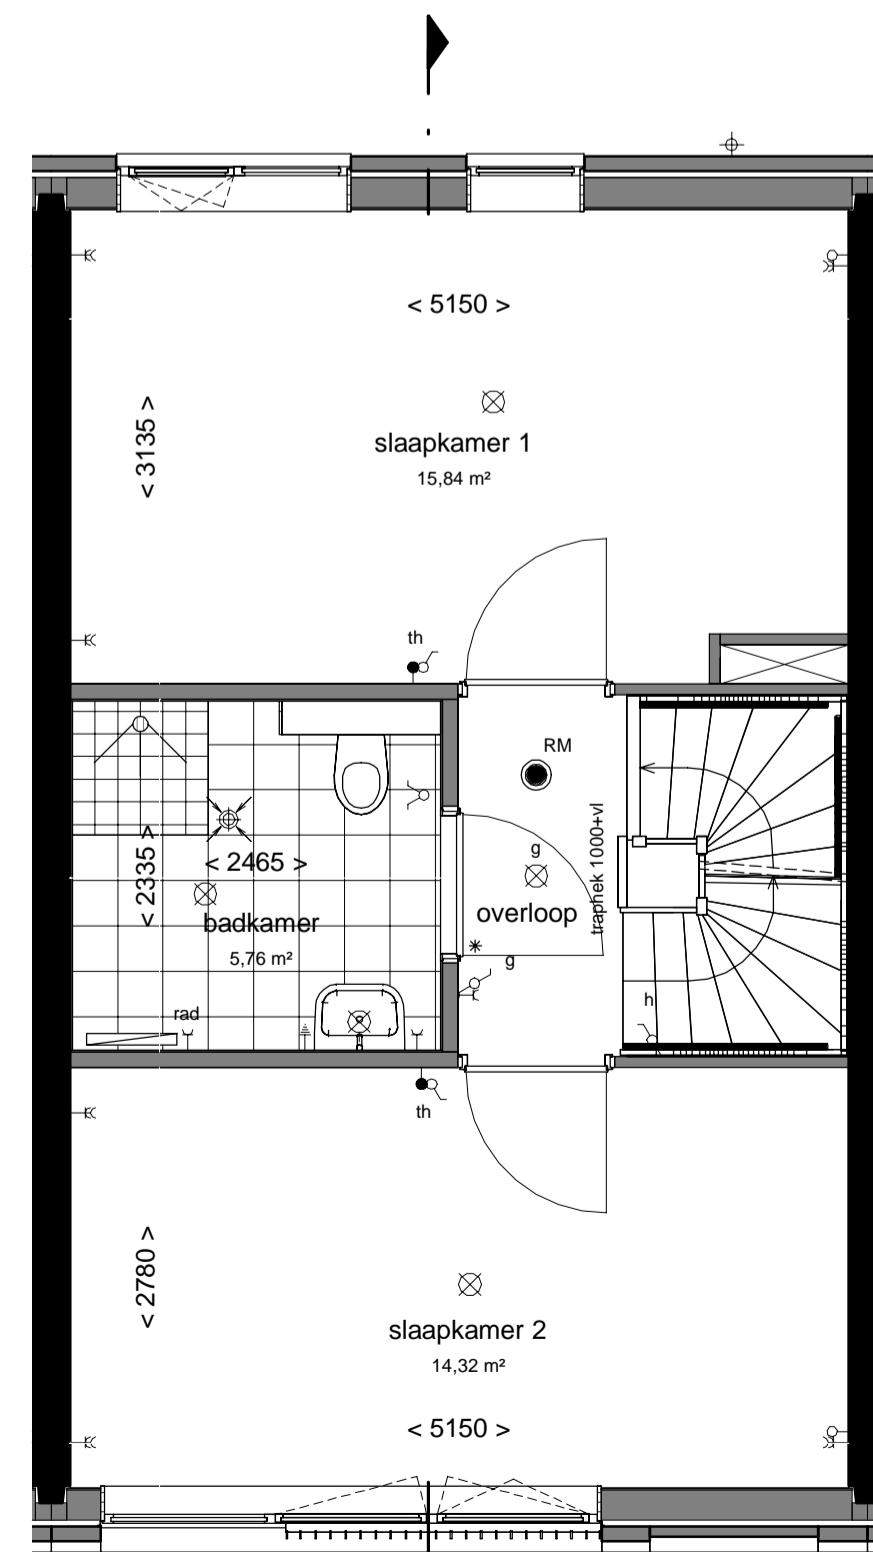 < 5150 >
< 3135 >
slaapkamer 1
15,84 m²
th
RM
traphek 1000+vl
g
< 2335 >
< 2465 >
badkamer
5,76 m²
overloop
*
g
h
rad
th
< 2780 >
slaapkamer 2
14,32 m²
< 5150 >